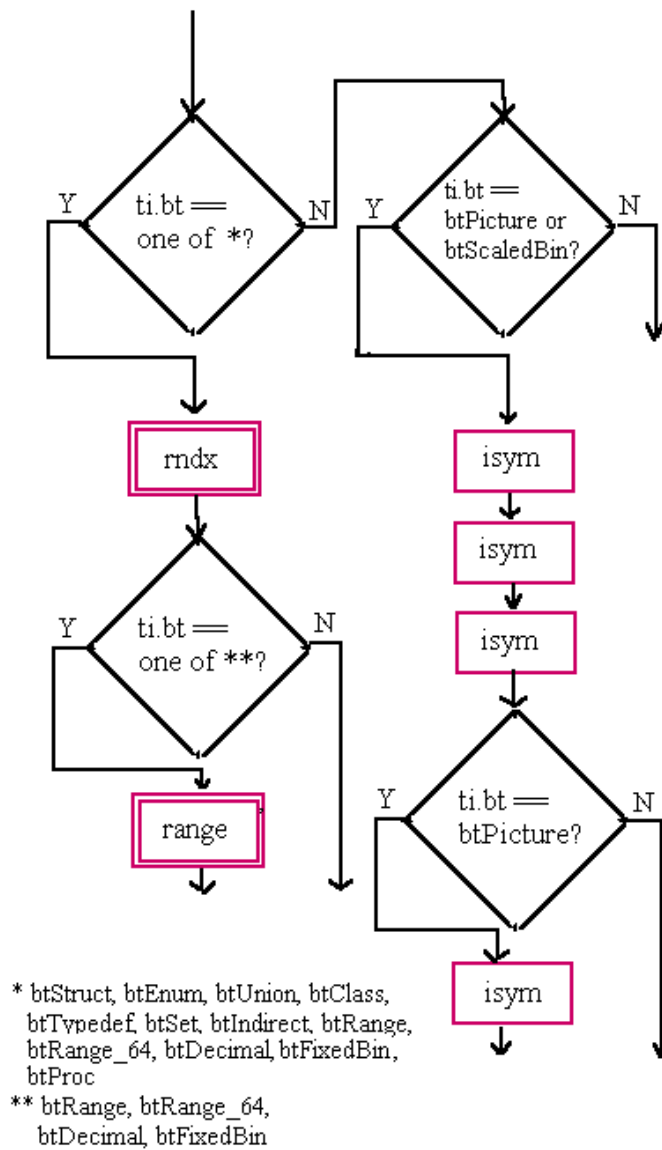 ti.bt ==
one of *?
Y
N
ti.bt ==
btPicture or
btScaledBin?
Y
N
rndx
ti.bt ==
one of **?
Y
N
range
isym
isym
isym
ti.bt ==
btPicture?
Y
N
isym
* btStruct, btEnum, btUnion, btClass,
btTypedef, btSet, btIndirect, btRange,
btRange_64, btDecimal, btFixedBin,
btProc
** btRange, btRange_64,
btDecimal, btFixedBin